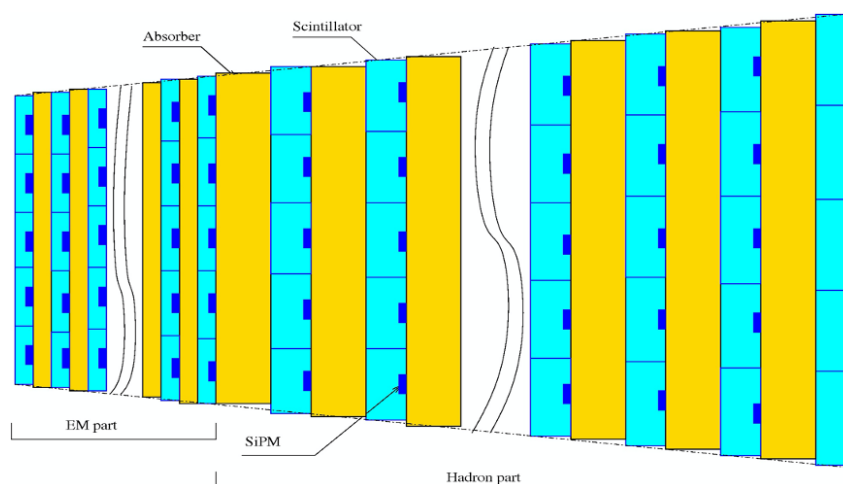 Absorber
Scintillator
EM part
SiPM
Hadron part